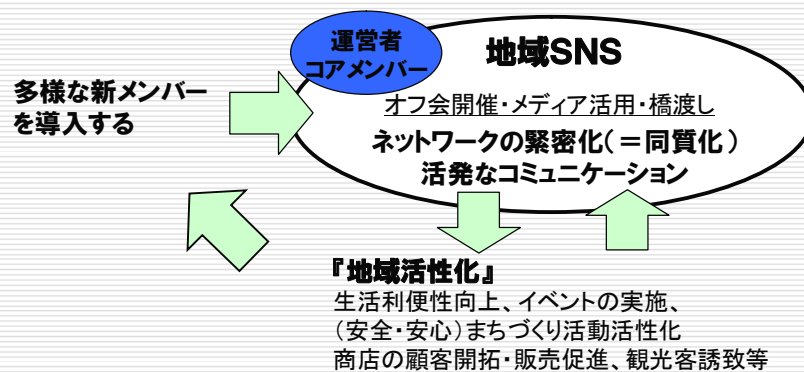 運営者
コアメンバー
地域SNS
多様な新メンバー
を導入する
オフ会開催・メディア活用・橋渡し
ネットワークの緊密化(=同質化)
活発なコミュニケーション
『地域活性化』
生活利便性向上、イベントの実施、
(安全・安心)まちづくり活動活性化
商店の顧客開拓・販売促進、観光客誘致等